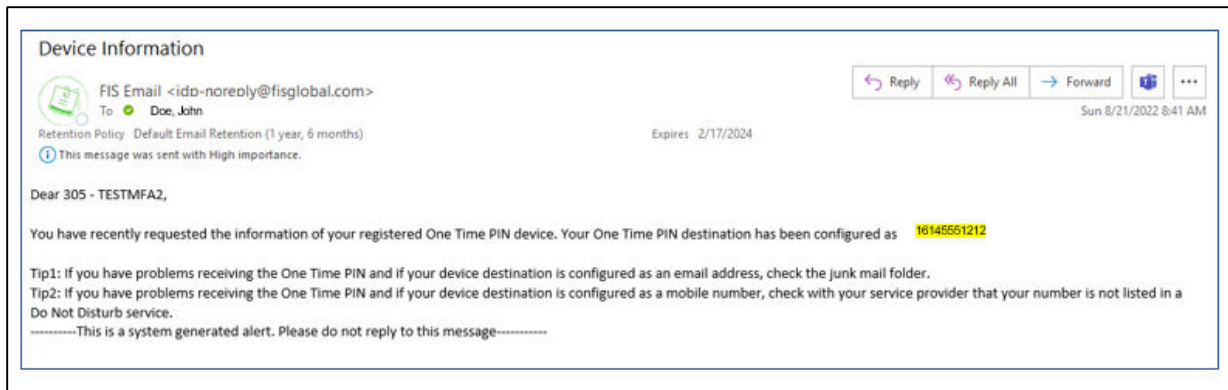 Device Information
FIS Email <idp-noreply@fisglobal.com>
To Doe, John
Reply Reply All Forward
Sun 8/21/2022 8:41 AM
Retention Policy Default Email Retention (1 year, 6 months) Expires 2/17/2024
This message was sent with High importance.
Dear 305 - TESTMFA2,
You have recently requested the information of your registered One Time PIN device. Your One Time PIN destination has been configured as 16145551212
Tip1: If you have problems receiving the One Time PIN and if your device destination is configured as an email address, check the junk mail folder.
Tip2: If you have problems receiving the One Time PIN and if your device destination is configured as a mobile number, check with your service provider that your number is not listed in a
Do Not Disturb service.
----------This is a system generated alert. Please do not reply to this message-----------